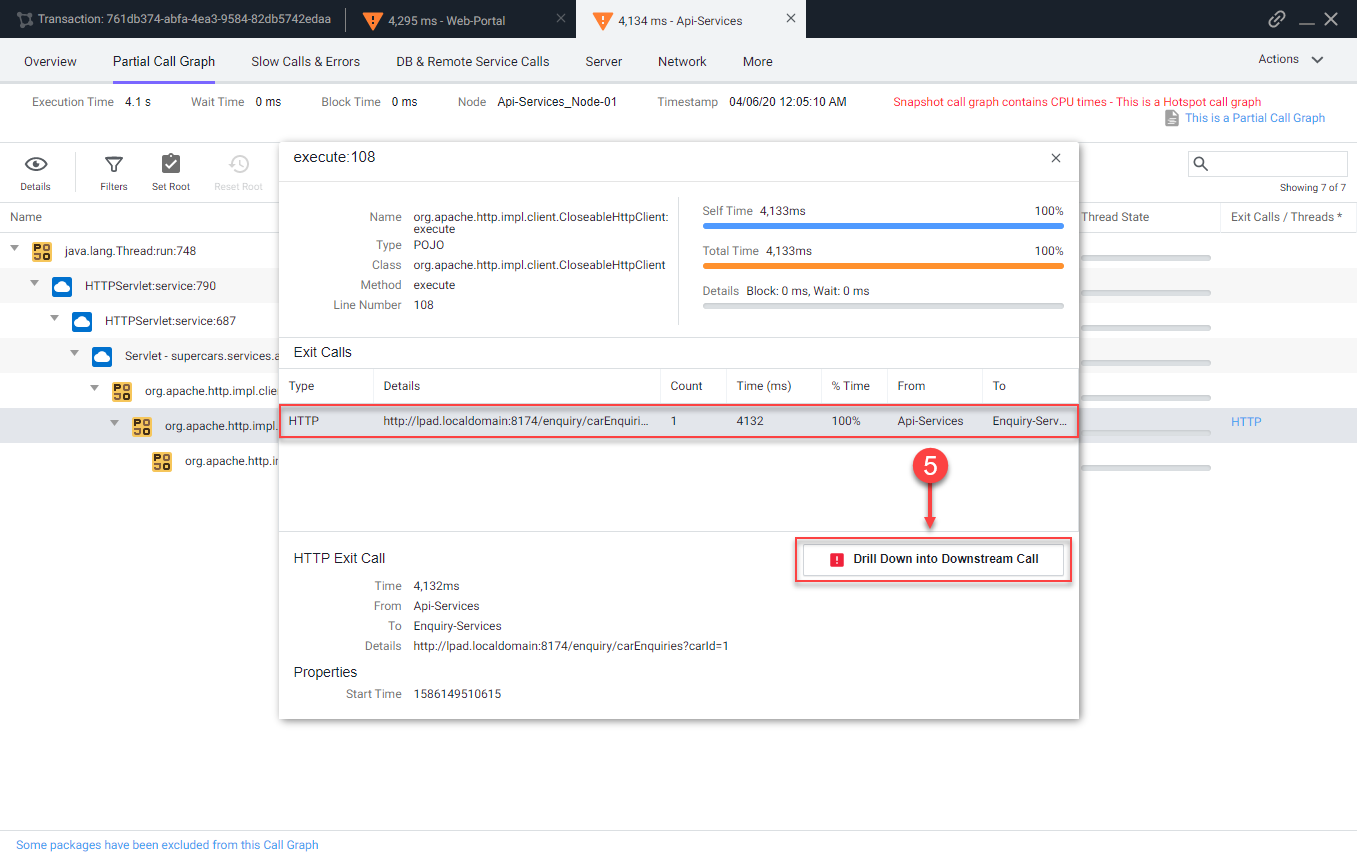 Transaction: 761db374-abfa-4ea3-9584-82db5742edaa
4,295 ms - Web-Portal
4,134 ms - Api-Services
Overview
Partial Call Graph
Slow Calls & Errors
DB & Remote Service Calls
Server
Network
More
Actions
Execution Time 4.1 s
Wait Time 0 ms
Block Time 0 ms
Node Api-Services_Node-01
Timestamp 04/06/20 12:05:10 AM
Snapshot call graph contains CPU times - This is a Hotspot call graph
This is a Partial Call Graph
Details
Filters
Set Root
Reset Root
Showing 7 of 7
Name
Thread State
Exit Calls / Threads *
java.lang.Thread:run:748
HTTPServlet:service:790
HTTPServlet:service:687
Servlet - supercars.services.a
org.apache.http.impl.clie
org.apache.http.impl.
HTTP
org.apache.http.ir
execute:108
Name org.apache.http.impl.client.CloseableHttpClient:
execute
Type POJO
Class org.apache.http.impl.client.CloseableHttpClient
Method execute
Line Number 108
Self Time 4,133ms 100%
Total Time 4,133ms 100%
Details Block: 0 ms, Wait: 0 ms
Exit Calls
Type Details Count Time (ms) % Time From To
HTTP http://lpad.localdomain:8174/enquiry/carEnquiri... 1 4132 100% Api-Services Enquiry-Serv...
5
HTTP Exit Call
Drill Down into Downstream Call
Time 4,132ms
From Api-Services
To Enquiry-Services
Details http://lpad.localdomain:8174/enquiry/carEnquiries?carId=1
Properties
Start Time 1586149510615
Some packages have been excluded from this Call Graph